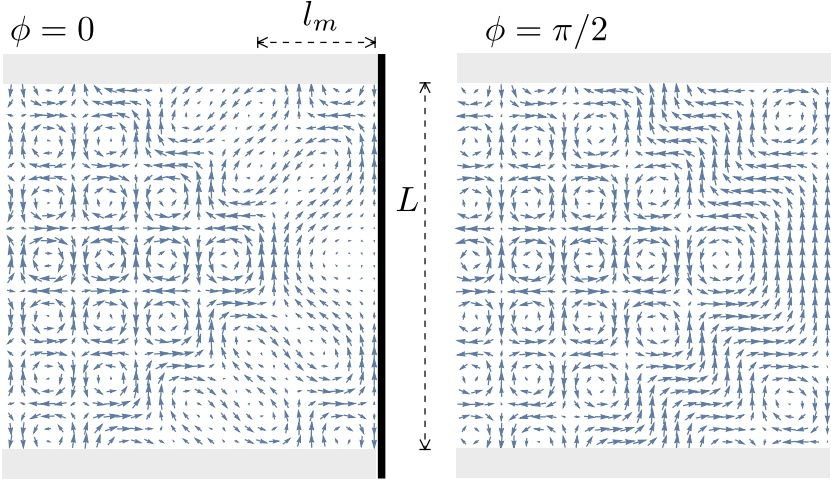 ϕ = 0
l_m
ϕ = π/2
L